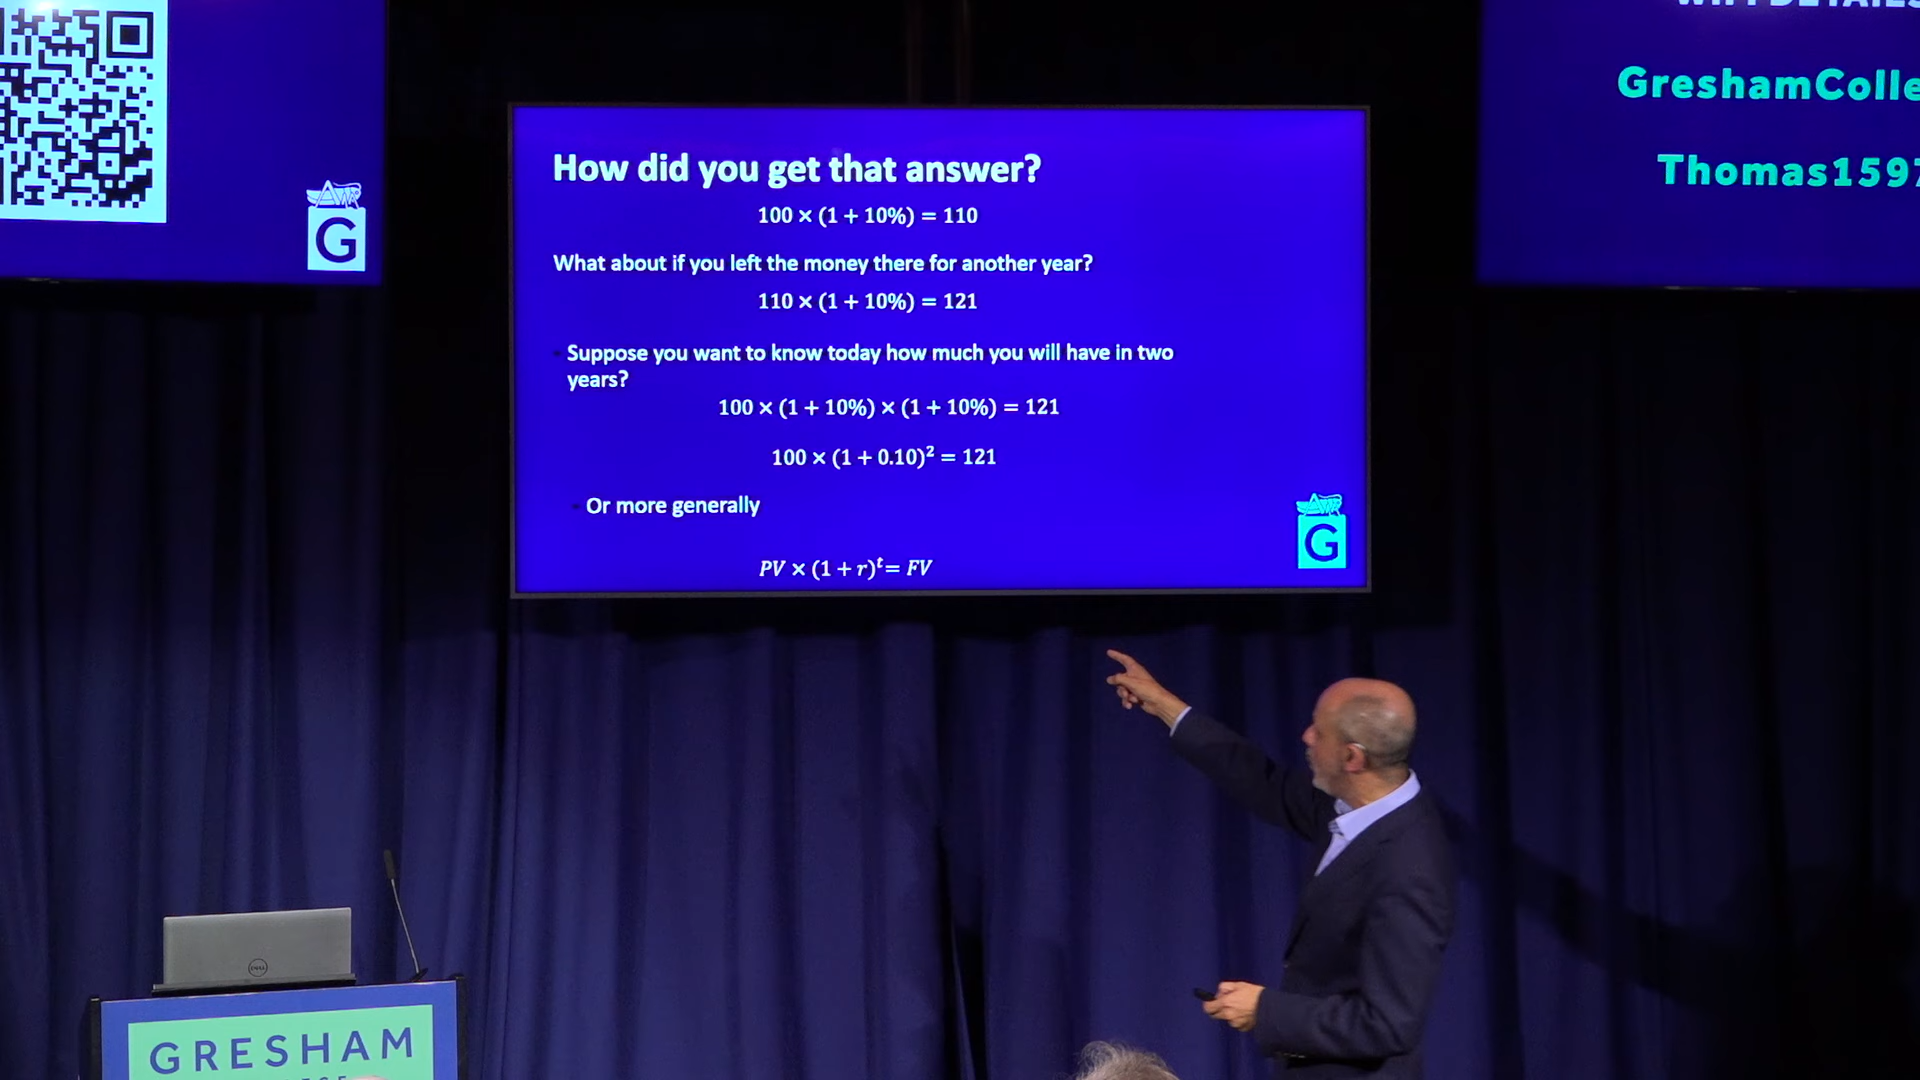 How did you get that answer?
100 × (1 + 10%) = 110
What about if you left the money there for another year?
110 × (1 + 10%) = 121
Suppose you want to know today how much you will have in two
years?
100 × (1 + 10%) × (1 + 10%) = 121
100 × (1 + 0.10)² = 121
Or more generally
PV × (1 + r)ᵗ= FV
G
G
GreshamColle
Thomas1597
DELL
GRESHAM